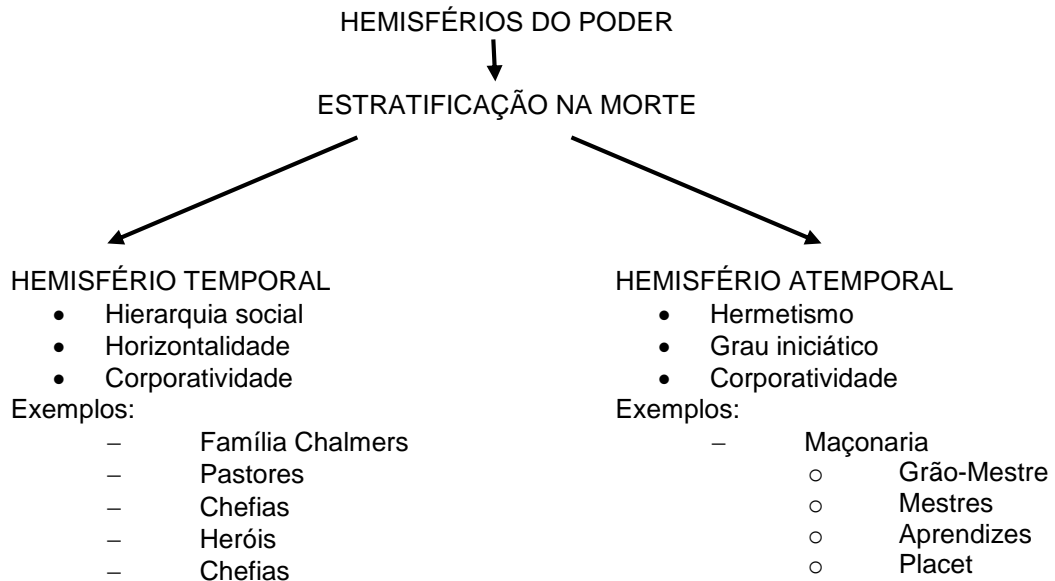 HEMISFÉRIOS DO PODER
ESTRATIFICAÇÃO NA MORTE
HEMISFÉRIO TEMPORAL
• Hierarquia social
• Horizontalidade
• Corporatividade
Exemplos:
– Família Chalmers
– Pastores
– Chefias
– Heróis
– Chefias
HEMISFÉRIO ATEMPORAL
• Hermetismo
• Grau iniciático
• Corporatividade
Exemplos:
– Maçonaria
o Grão-Mestre
o Mestres
o Aprendizes
o Placet